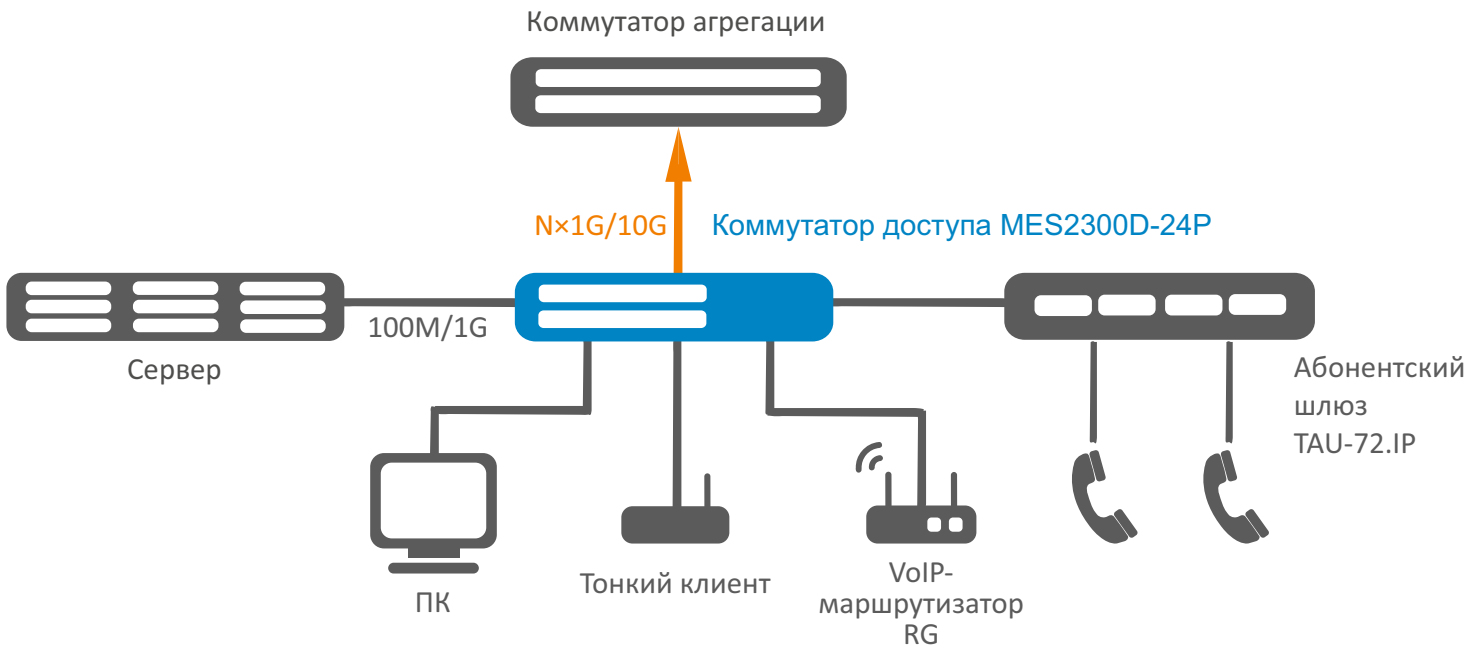 Коммутатор агрегации
N×1G/10G
Коммутатор доступа MES2300D-24P
100M/1G
Сервер
Абонентский
шлюз
TAU-72.IP
ПК
Тонкий клиент
VoIP-
маршрутизатор
RG